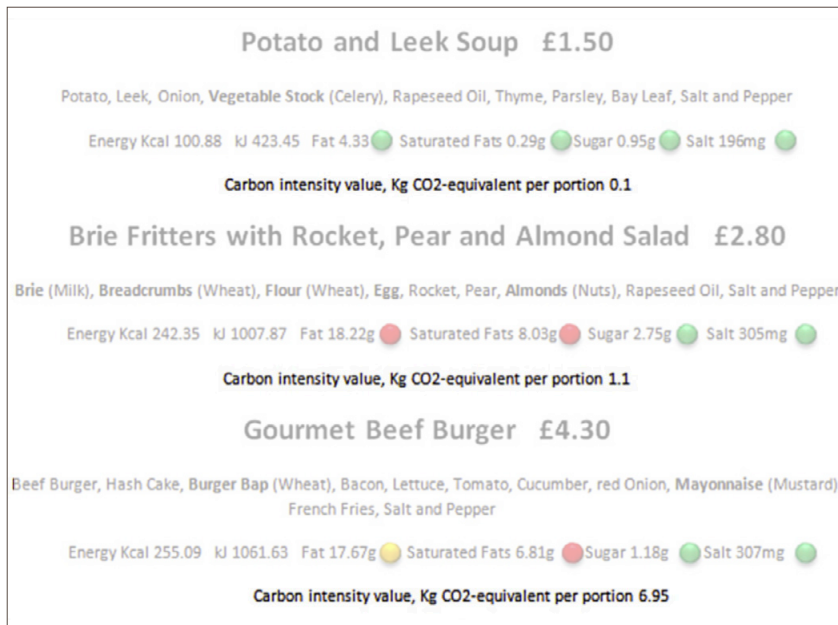 Potato and Leek Soup £1.50
Potato, Leek, Onion, Vegetable Stock (Celery), Rapeseed Oil, Thyme, Parsley, Bay Leaf, Salt and Pepper
Energy Kcal 100.88 kJ 423.45 Fat 4.33 Saturated Fats 0.29g Sugar 0.95g Salt 196mg
Carbon intensity value, Kg CO2-equivalent per portion 0.1
Brie Fritters with Rocket, Pear and Almond Salad £2.80
Brie (Milk), Breadcrumbs (Wheat), Flour (Wheat), Egg, Rocket, Pear, Almonds (Nuts), Rapeseed Oil, Salt and Pepper
Energy Kcal 242.35 kJ 1007.87 Fat 18.22g Saturated Fats 8.03g Sugar 2.75g Salt 305mg
Carbon intensity value, Kg CO2-equivalent per portion 1.1
Gourmet Beef Burger £4.30
Beef Burger, Hash Cake, Burger Bap (Wheat), Bacon, Lettuce, Tomato, Cucumber, red Onion, Mayonnaise (Mustard)
French Fries, Salt and Pepper
Energy Kcal 255.09 kJ 1061.63 Fat 17.67g Saturated Fats 6.81g Sugar 1.18g Salt 307mg
Carbon intensity value, Kg CO2-equivalent per portion 6.95